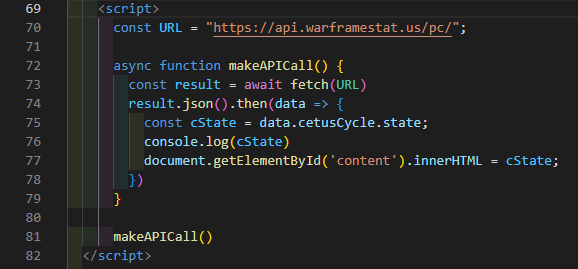 69 <script>
70 const URL = "https://api.warframestat.us/pc/";
71
72 async function makeAPICall() {
73 const result = await fetch(URL)
74 result.json().then(data => {
75 const cState = data.cetusCycle.state;
76 console.log(cState)
77 document.getElementById('content').innerHTML = cState;
78 })
79 }
80
81 makeAPICall()
82 </script>